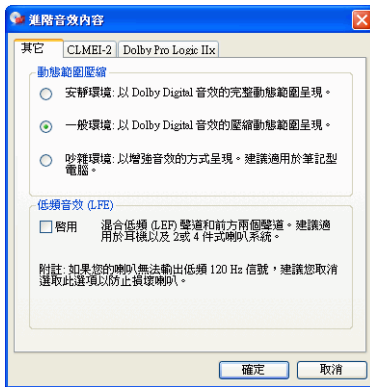 進階音效內容
其它 CLMEI-2 Dolby Pro Logic IIx
動態範圍壓縮
安靜環境: 以 Dolby Digital 音效的完整動態範圍呈現。
一般環境: 以 Dolby Digital 音效的壓縮動態範圍呈現。
吵雜環境: 以增強音效的方式呈現。建議適用於筆記型
電腦。
低頻音效 (LFE)
啟用 混合低頻 (LEF) 聲道和前方兩個聲道。建議適
用於耳機以及 2或 4 件式喇叭系統。
附註: 如果您的喇叭無法輸出低頻 120 Hz 信號，建議您取消
選取此選項以防止損壞喇叭。
確定 取消